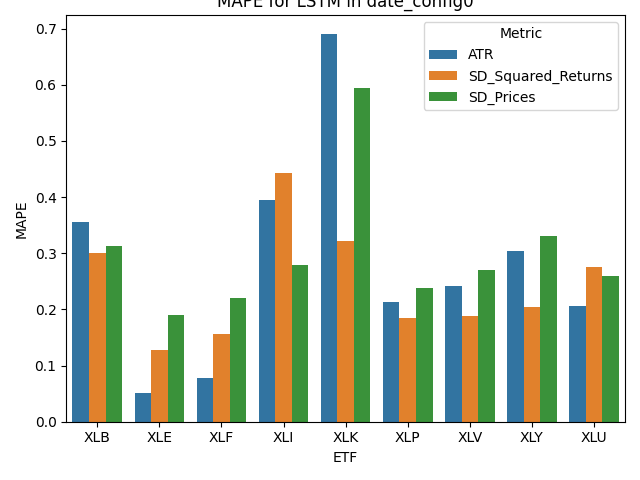 MAPE for LSTM in date_config0
Metric
ATR
SD_Squared_Returns
SD_Prices
MAPE
0.7
0.6
0.5
0.4
0.3
0.2
0.1
0.0
XLB XLE XLF XLI XLK XLP XLV XLY XLU
ETF